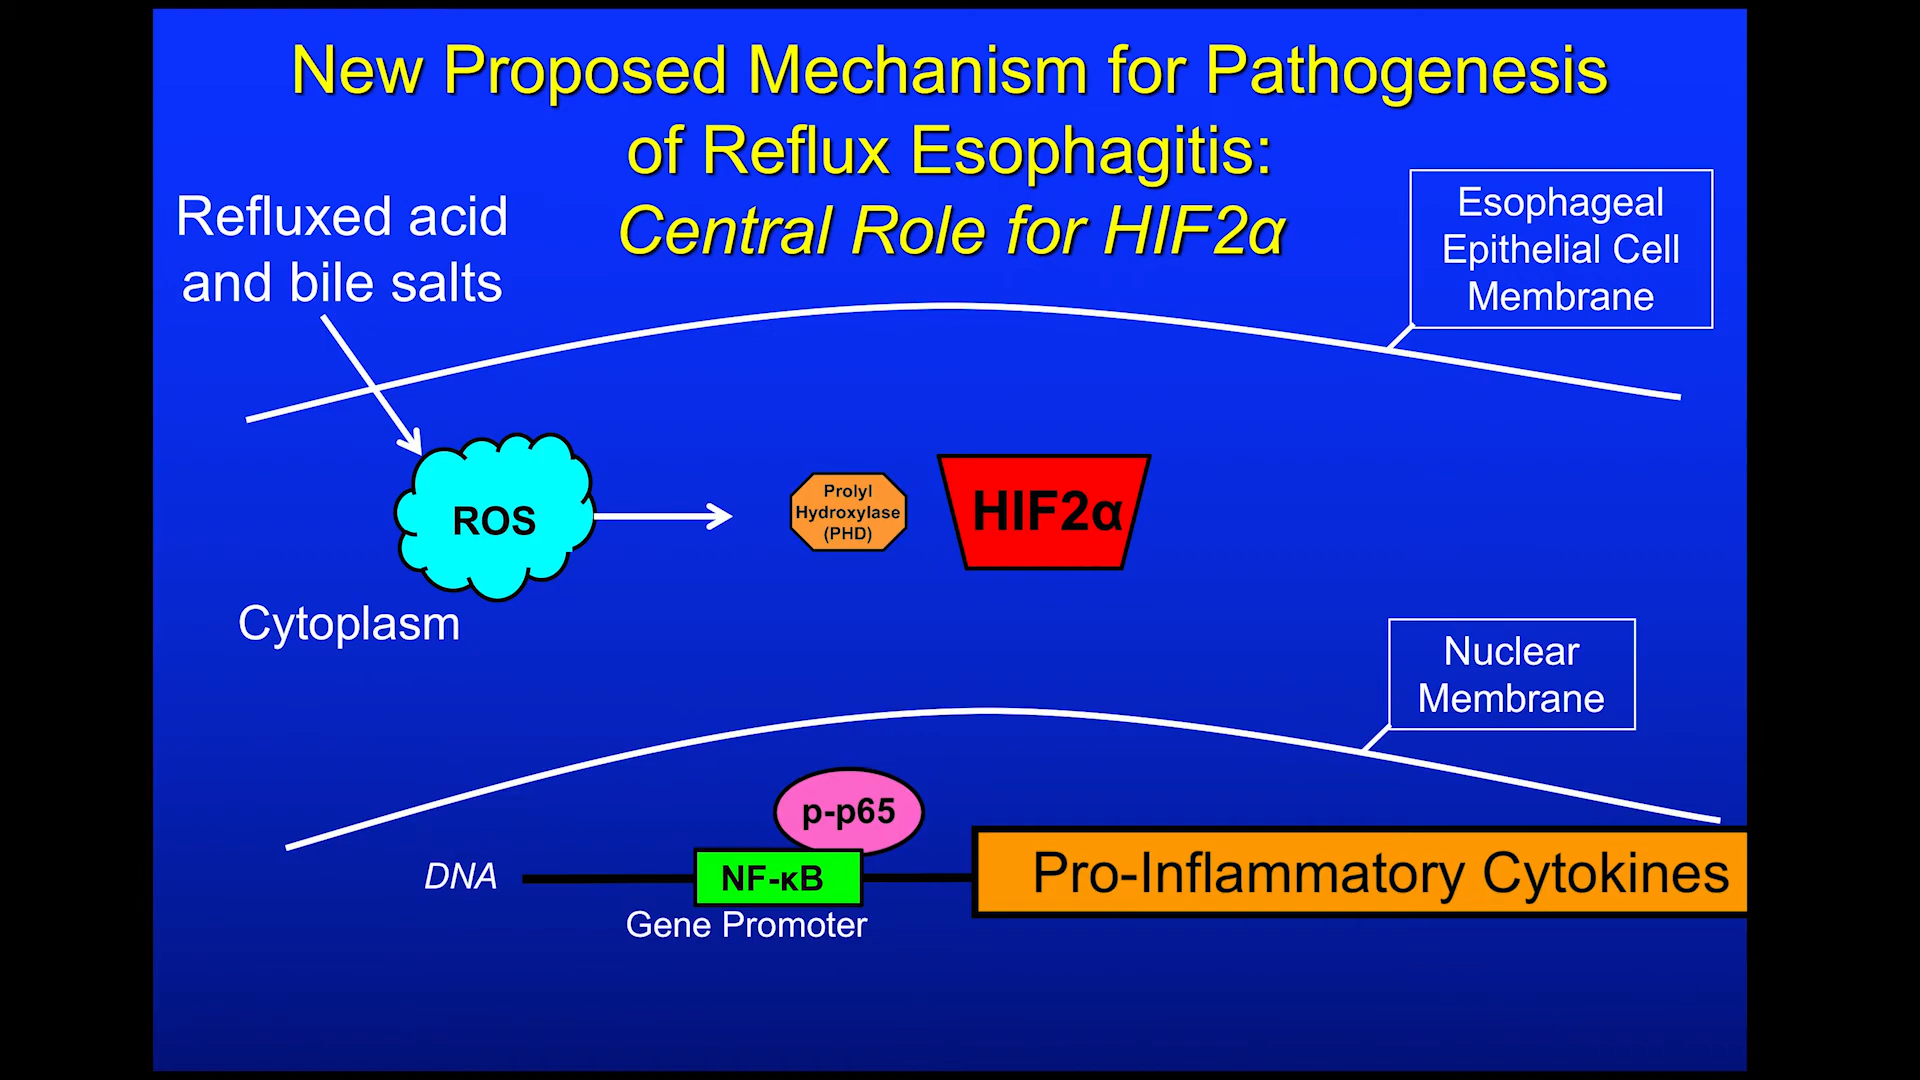 New Proposed Mechanism for Pathogenesis
of Reflux Esophagitis:
Central Role for HIF2α
Refluxed acid
and bile salts
Esophageal
Epithelial Cell
Membrane
ROS
Prolyl
Hydroxylase
(PHD)
HIF2α
Cytoplasm
Nuclear
Membrane
p-p65
DNA
NF-κB
Pro-Inflammatory Cytokines
Gene Promoter